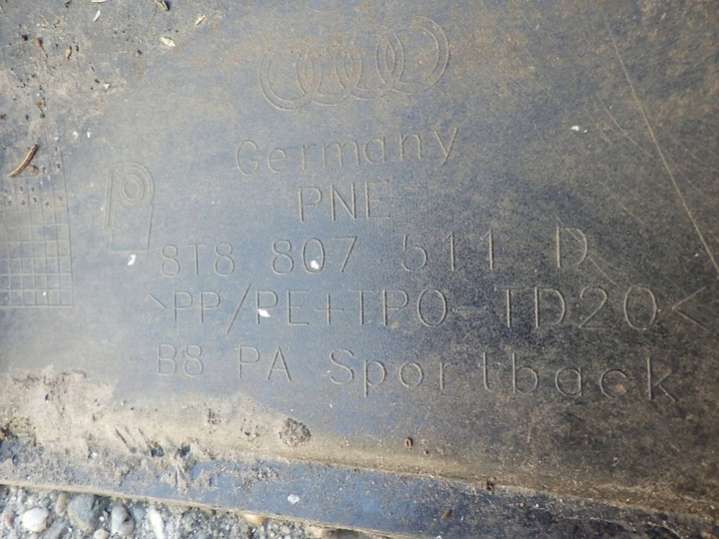 Germany
PNE
8T8 807 511 D
>PP/PE+TPO-TD20<
B8 PA Sportback